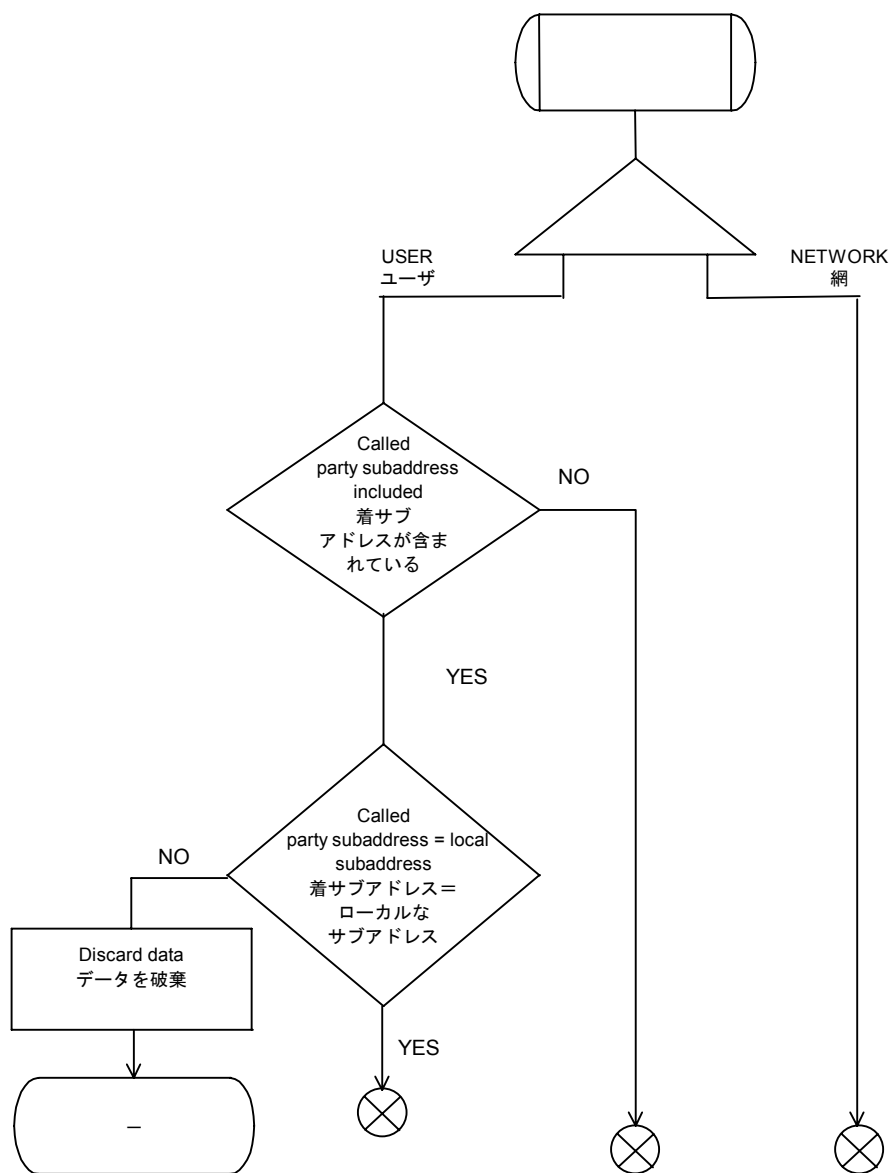 USER
ユーザ
NETWORK
網
Called
party subaddress
included
着サブ
アドレスが含ま
れている
NO
YES
Called
party subaddress = local
subaddress
着サブアドレス＝
ローカルな
サブアドレス
NO
Discard data
データを破棄
YES
–